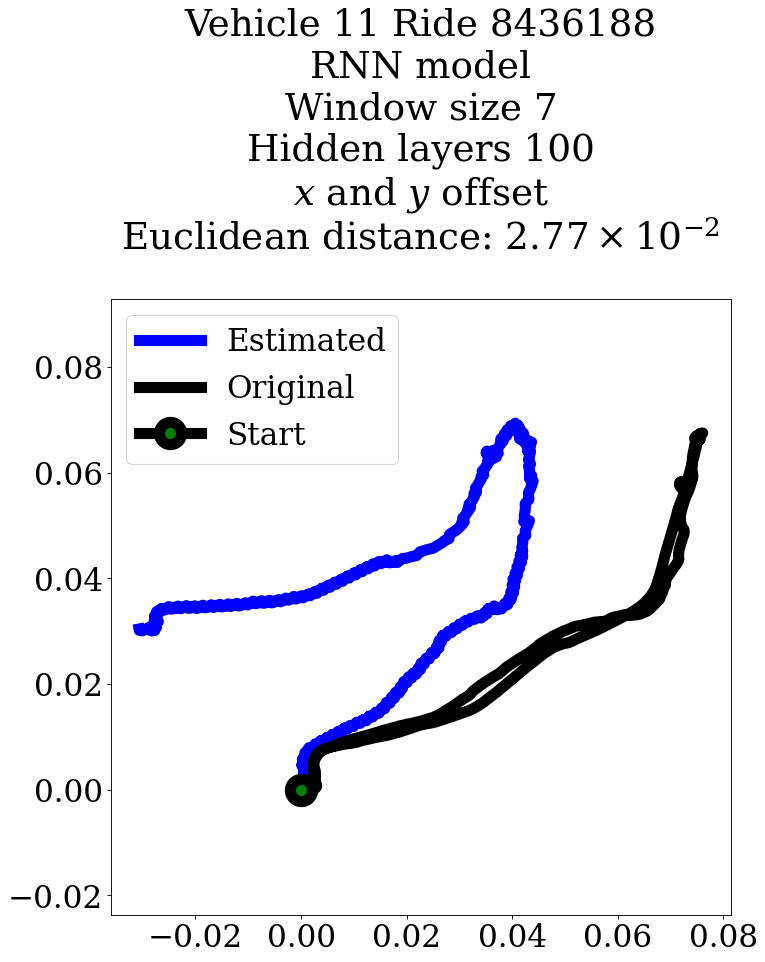 Vehicle 11 Ride 8436188
RNN model
Window size 7
Hidden layers 100
x and y offset
Euclidean distance: 2.77 × 10⁻²
Estimated
Original
Start
0.08
0.06
0.04
0.02
0.00
−0.02
−0.02 0.00 0.02 0.04 0.06 0.08